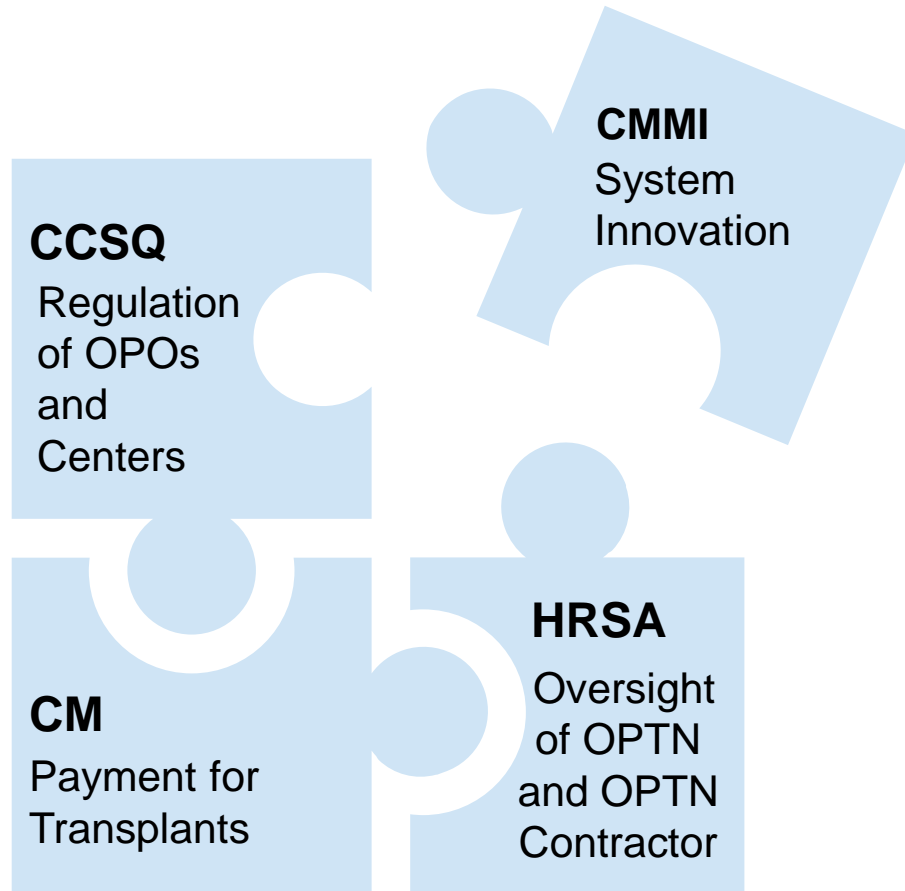 CMMI
System
Innovation
CCSQ
Regulation
of OPOs
and
Centers
CM
Payment for
Transplants
HRSA
Oversight
of OPTN
and OPTN
Contractor